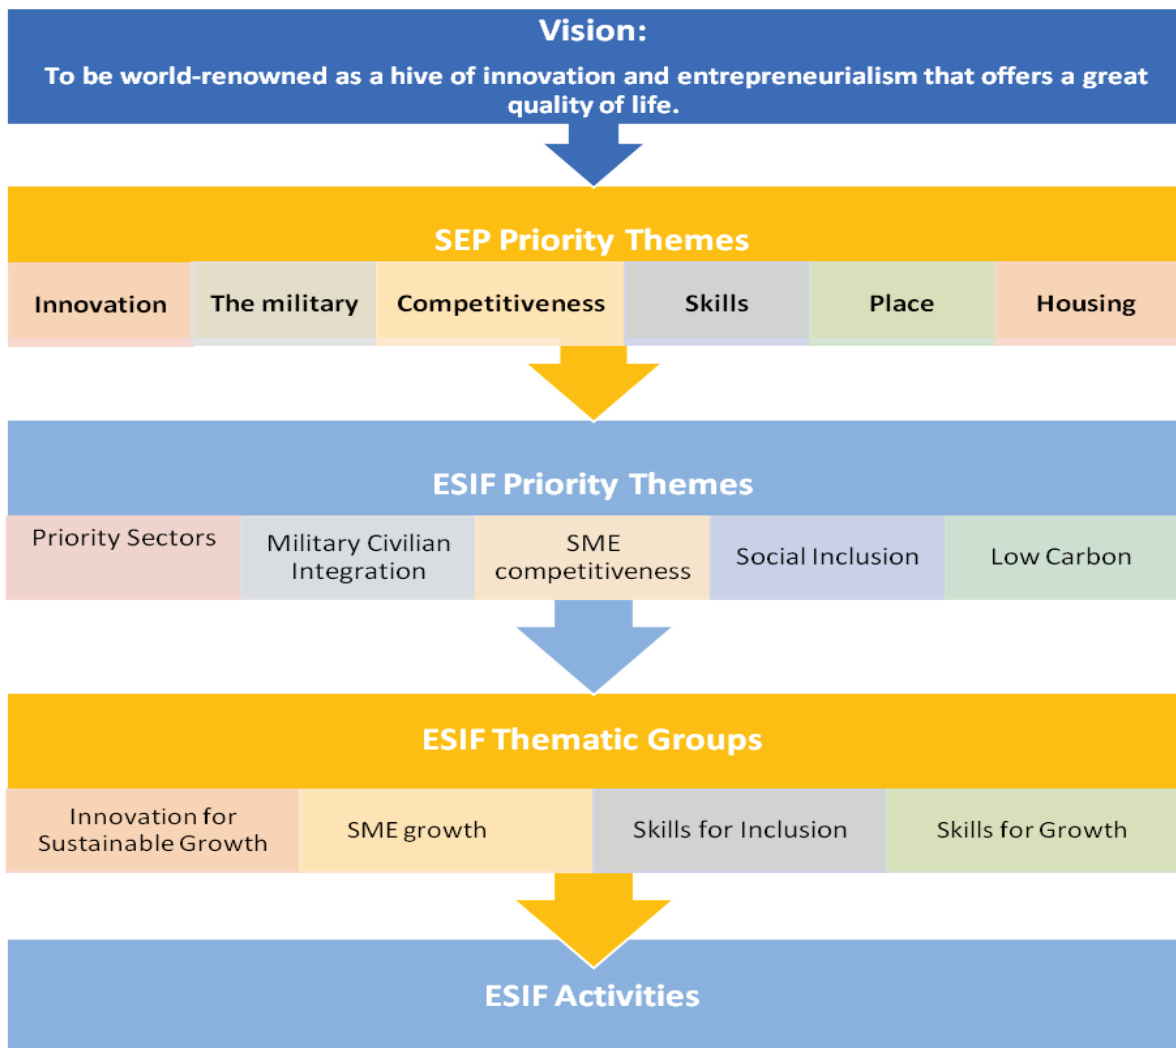 Vision:
To be world-renowned as a hive of innovation and entrepreneurialism that offers a great
quality of life.
SEP Priority Themes
Innovation
The military
Competitiveness
Skills
Place
Housing
ESIF Priority Themes
Priority Sectors
Military Civilian
Integration
SME
competitiveness
Social Inclusion
Low Carbon
ESIF Thematic Groups
Innovation for
Sustainable Growth
SME growth
Skills for Inclusion
Skills for Growth
ESIF Activities